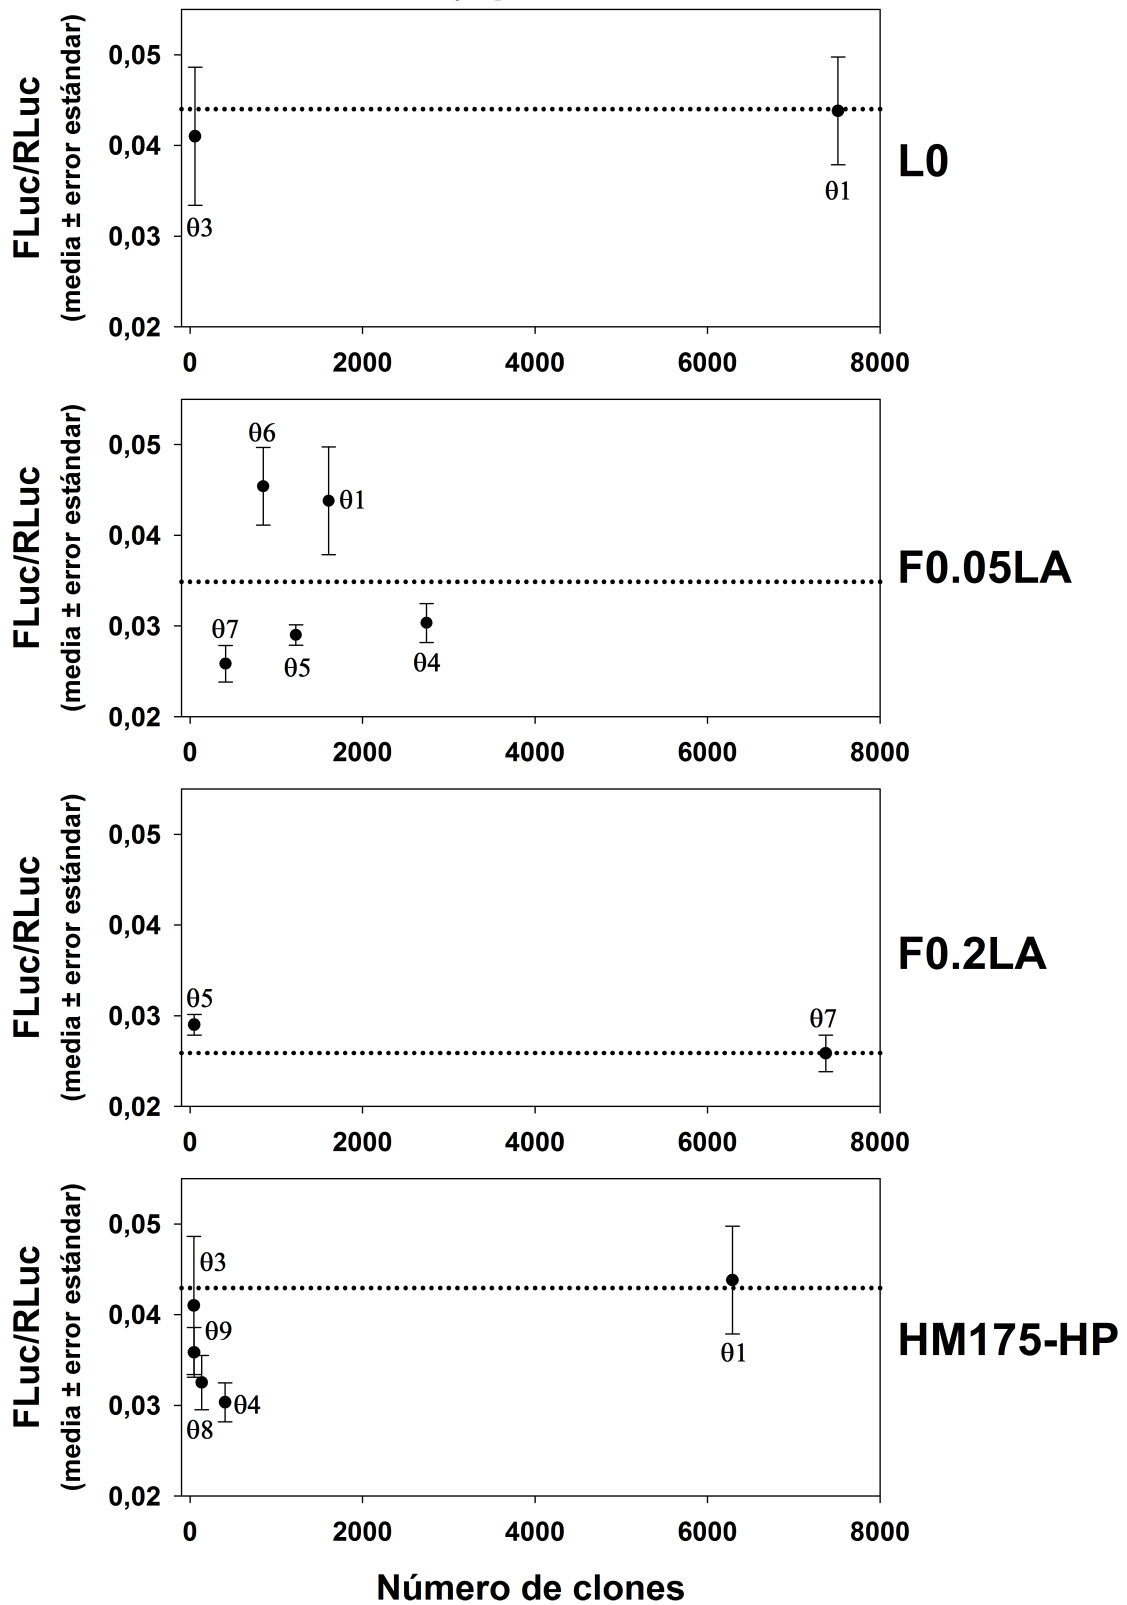 FLuc/RLuc
(media ± error estándar)
0,05
0,04
0,03
0,02
θ3
θ1
0
2000
4000
6000
8000
L0
FLuc/RLuc
(media ± error estándar)
0,05
0,04
0,03
0,02
θ6
θ1
θ7
θ5
θ4
0
2000
4000
6000
8000
F0.05LA
FLuc/RLuc
(media ± error estándar)
0,05
0,04
0,03
0,02
θ5
θ7
0
2000
4000
6000
8000
F0.2LA
FLuc/RLuc
(media ± error estándar)
0,05
0,04
0,03
0,02
θ3
θ9
θ8
θ4
θ1
0
2000
4000
6000
8000
HM175-HP
Número de clones